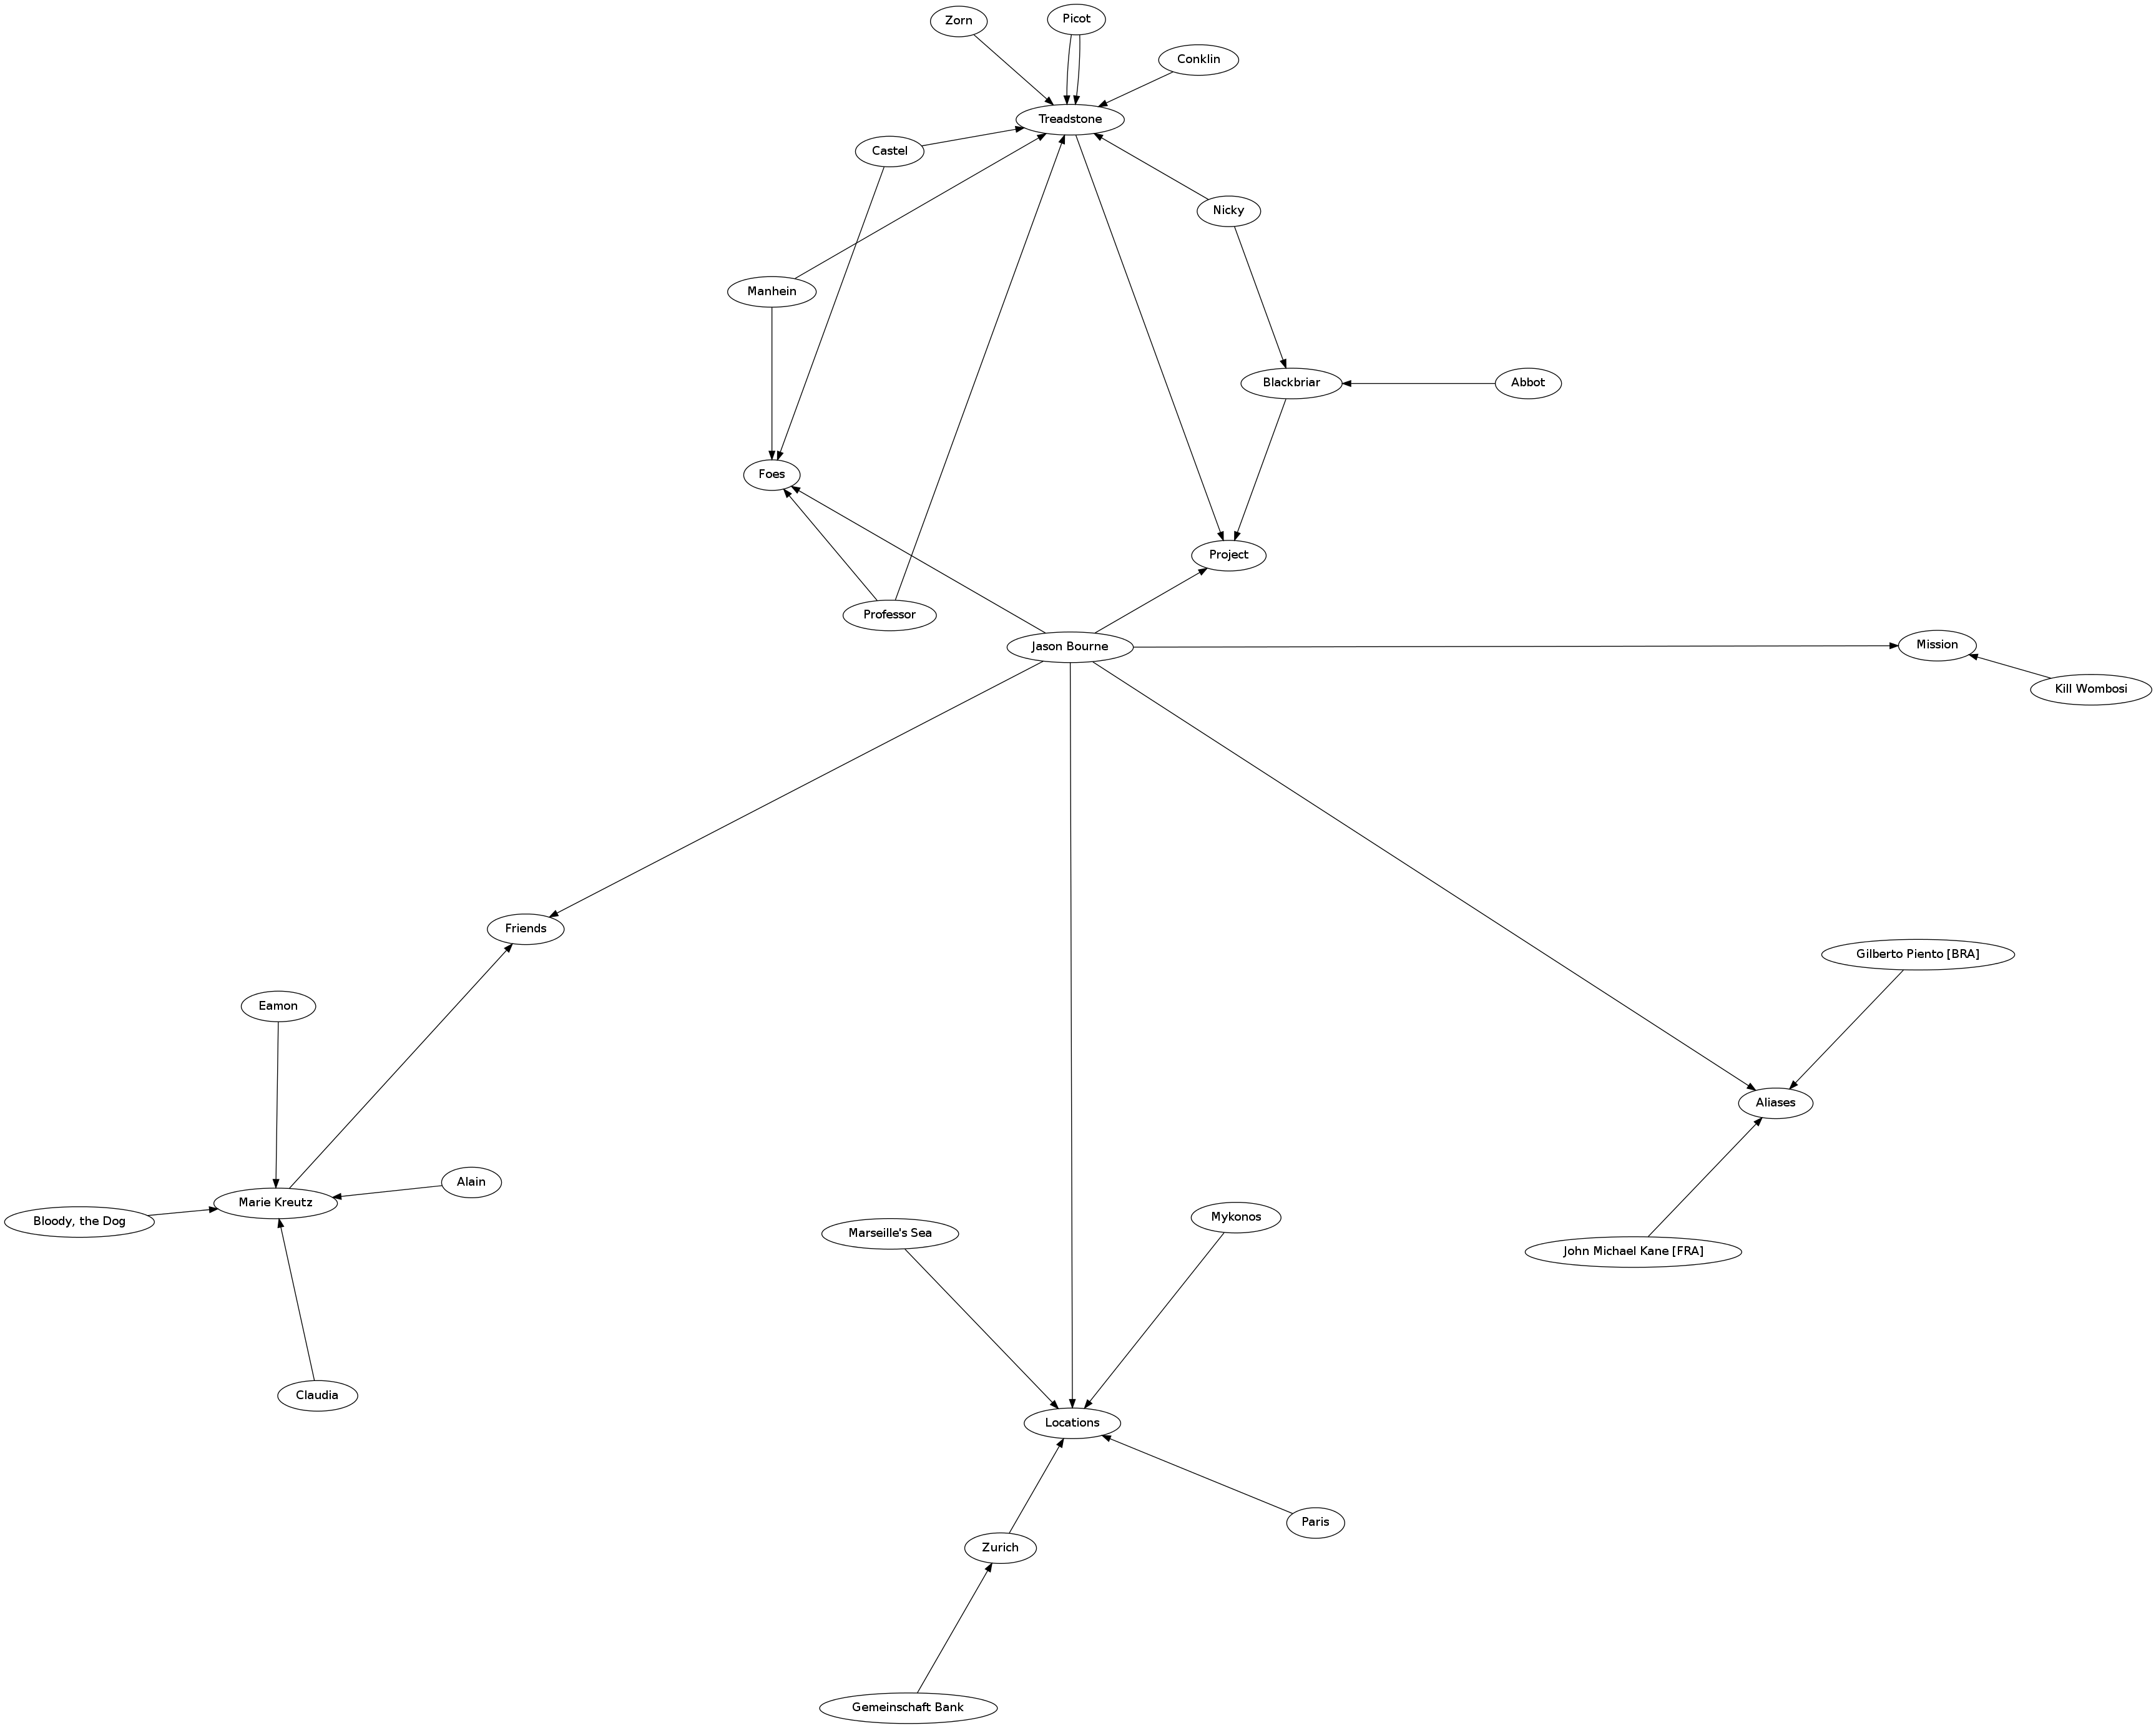 Zorn
Picot
Conklin
Treadstone
Castel
Nicky
Manhein
Blackbriar
Abbot
Foes
Project
Professor
Jason Bourne
Mission
Kill Wombosi
Friends
Gilberto Piento [BRA]
Eamon
Aliases
Alain
Marie Kreutz
Bloody, the Dog
Mykonos
Marseille's Sea
John Michael Kane [FRA]
Claudia
Locations
Paris
Zurich
Gemeinschaft Bank